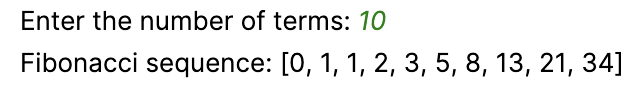 Enter the number of terms: 10
Fibonacci sequence: [0, 1, 1, 2, 3, 5, 8, 13, 21, 34]